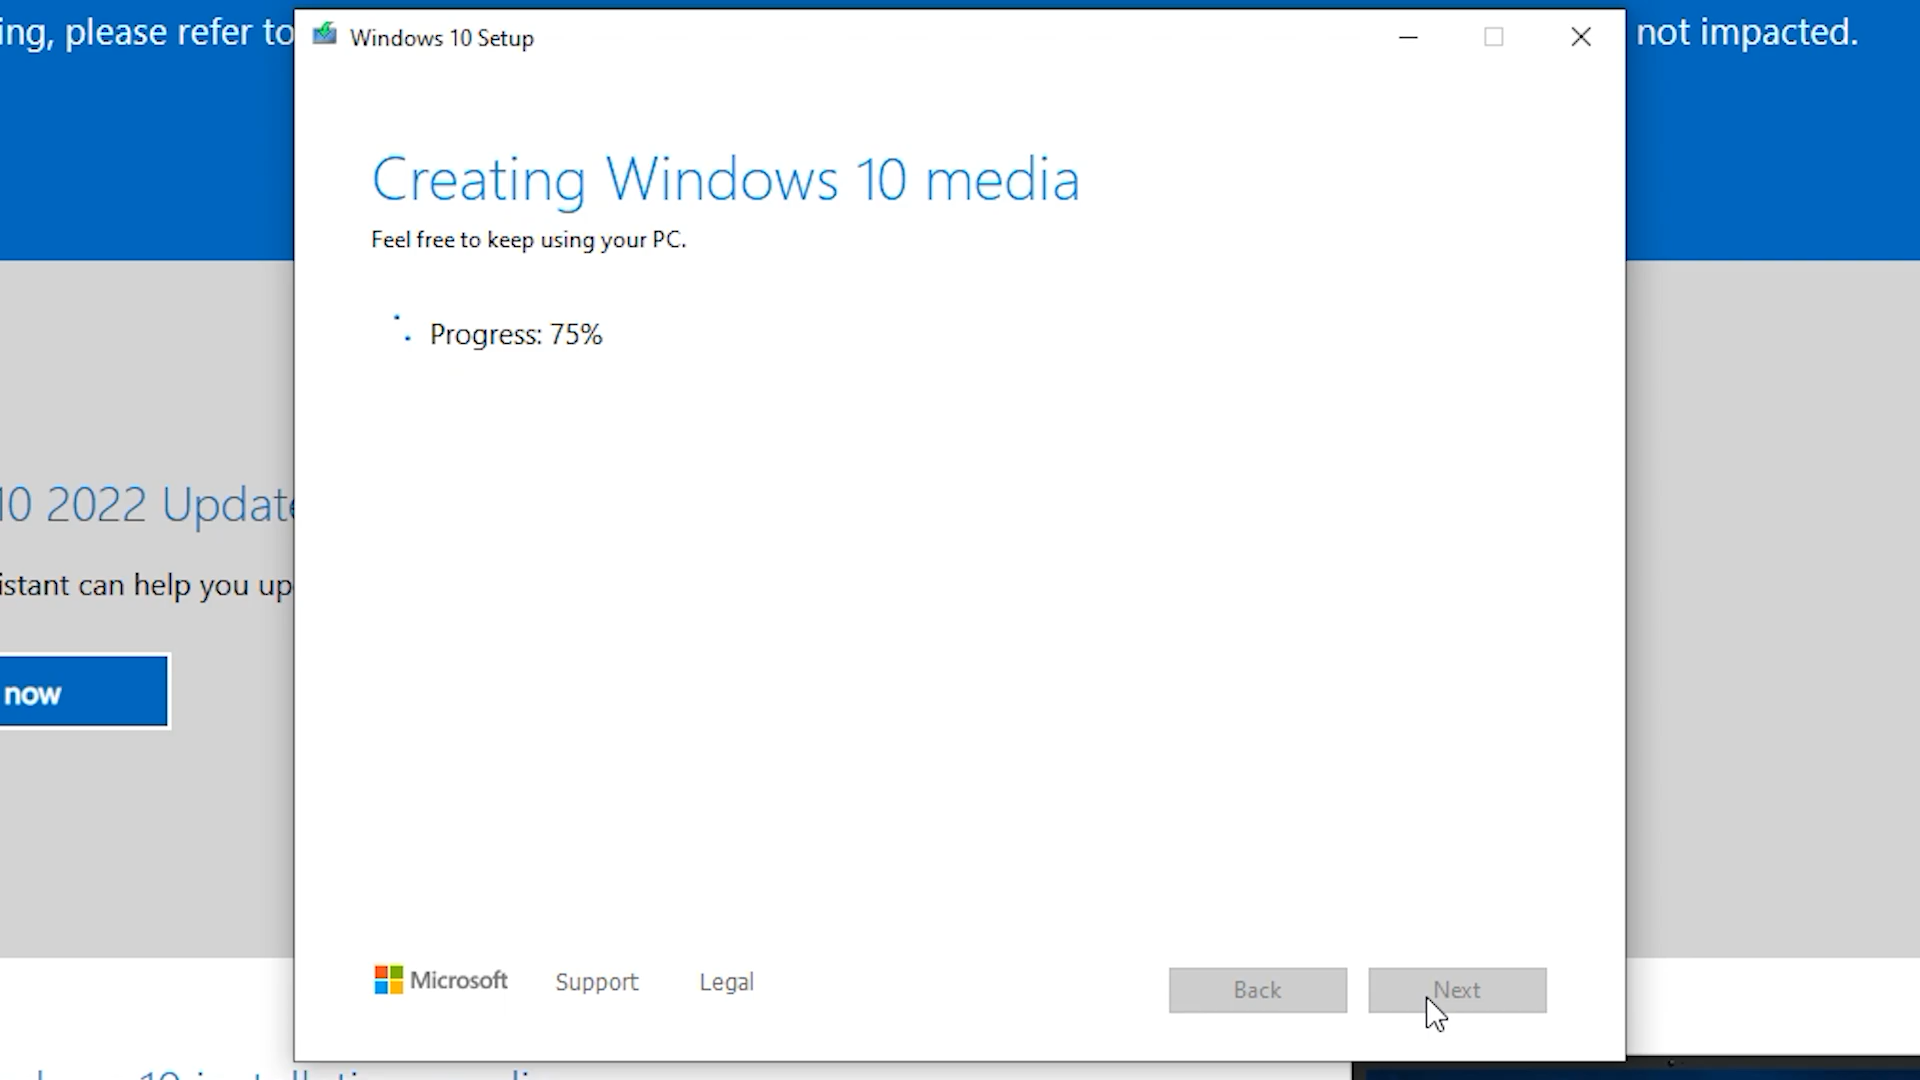 ing, please refer to
not impacted.
Windows 10 Setup
Creating Windows 10 media
Feel free to keep using your PC.
Progress: 75%
10 2022 Update
istant can help you up
now
Microsoft
Support
Legal
Back
Next